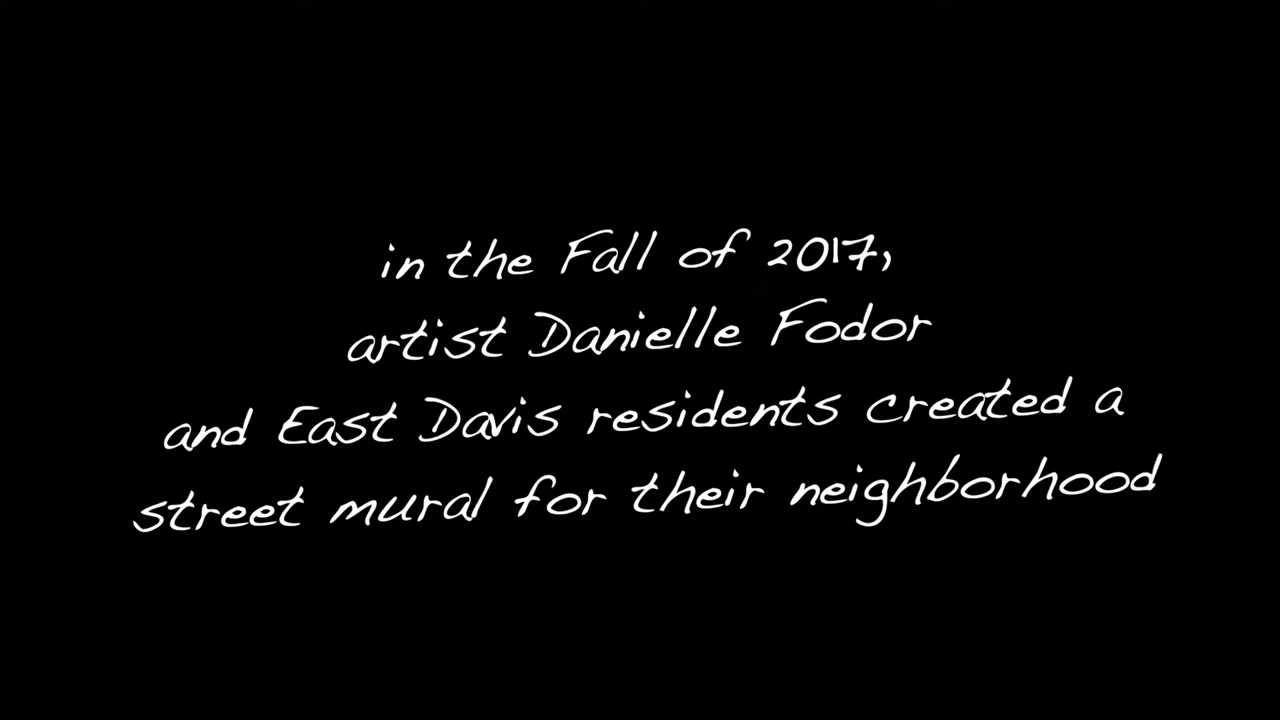 in the Fall of 2017,
artist Danielle Fodor
and East Davis residents created a
street mural for their neighborhood